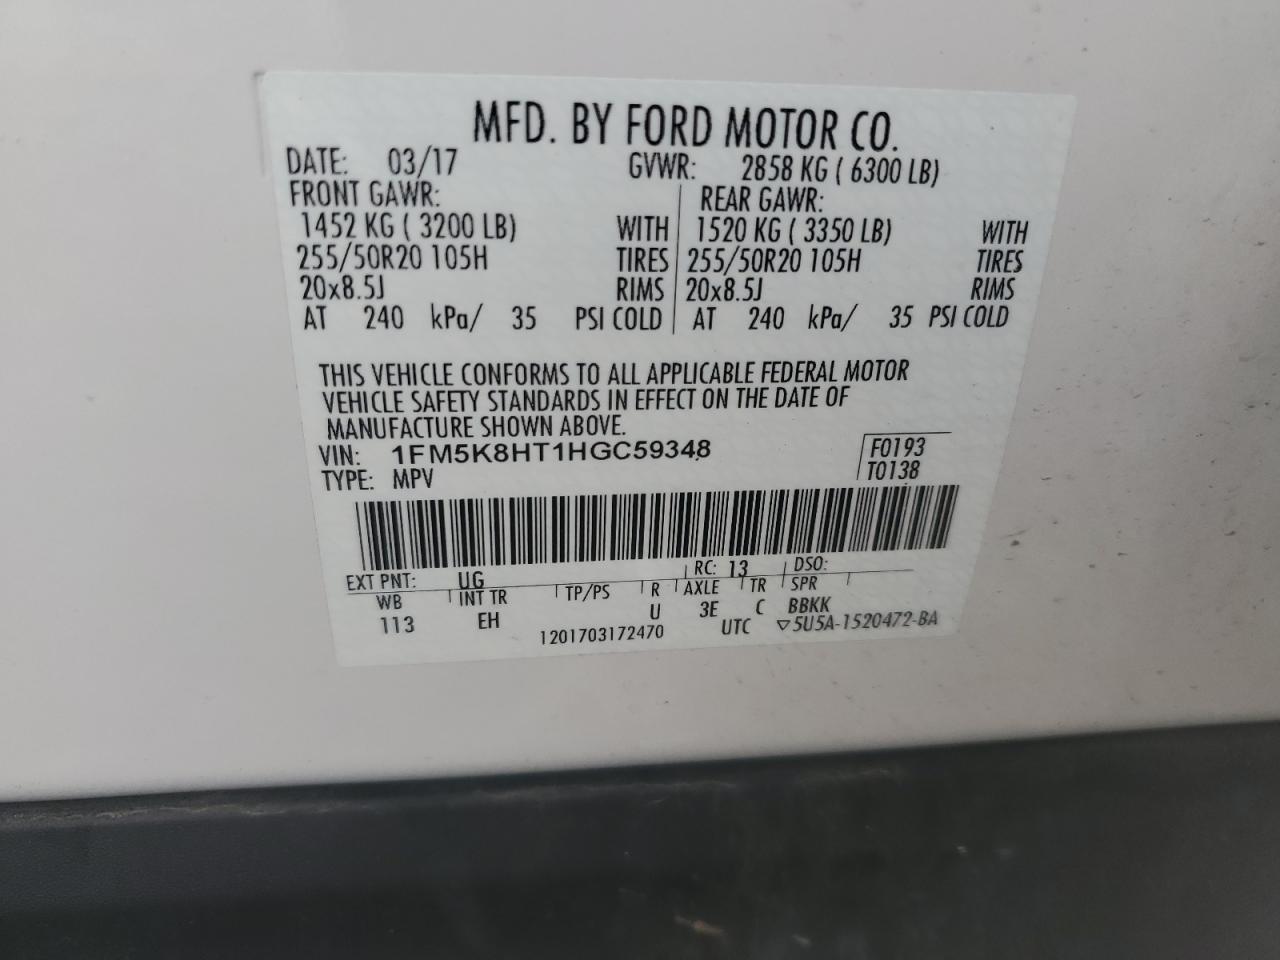 MFD. BY FORD MOTOR CO.
DATE: 03/17 GVWR: 2858 KG ( 6300 LB)
FRONT GAWR: REAR GAWR:
1452 KG ( 3200 LB) WITH 1520 KG ( 3350 LB) WITH
255/50R20 105H TIRES 255/50R20 105H TIRES
20x8.5J RIMS 20x8.5J RIMS
AT 240 kPa/ 35 PSI COLD AT 240 kPa/ 35 PSI COLD
THIS VEHICLE CONFORMS TO ALL APPLICABLE FEDERAL MOTOR
VEHICLE SAFETY STANDARDS IN EFFECT ON THE DATE OF
MANUFACTURE SHOWN ABOVE.
VIN: 1FM5K8HT1HGC59348 F0193
TYPE: MPV T0138
EXT PNT: UG RC: 13 DSO:
WB INT TR TP/PS R AXLE TR SPR
113 EH U 3E C BBKK
1201703172470 UTC ▽5U5A-1520472-BA